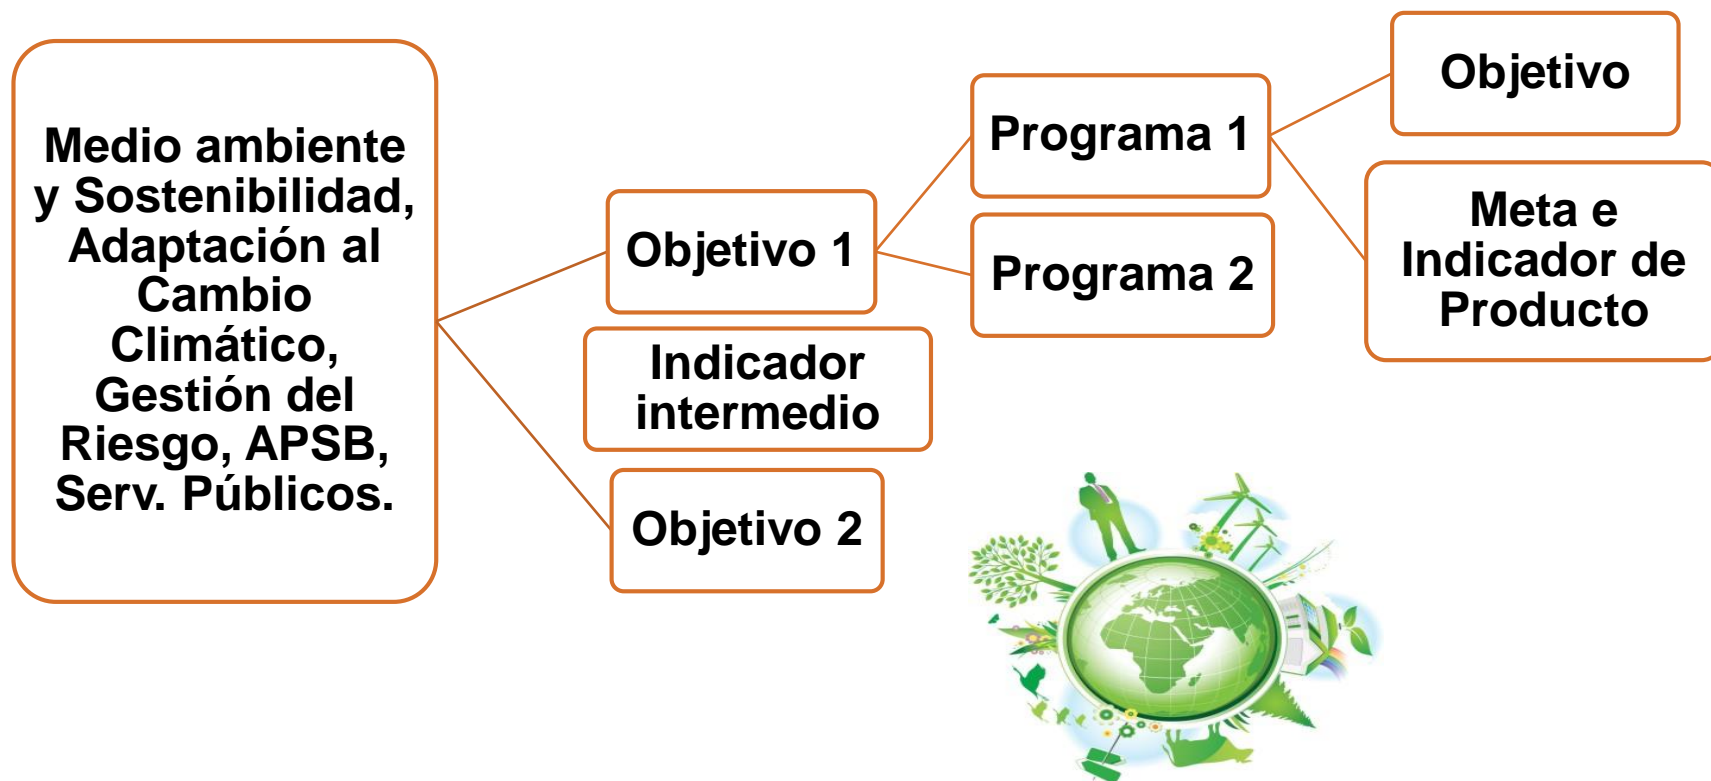 Medio ambiente
y Sostenibilidad,
Adaptación al
Cambio
Climático,
Gestión del
Riesgo, APSB,
Serv. Públicos.
Objetivo 1
Indicador
intermedio
Objetivo 2
Programa 1
Programa 2
Objetivo
Meta e
Indicador de
Producto